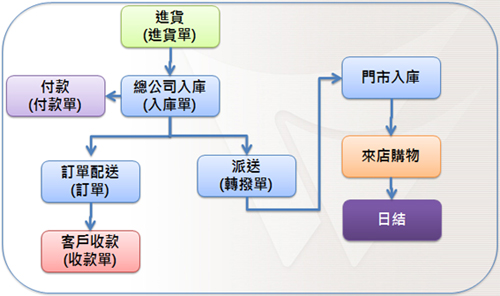 進貨
(進貨單)
付款
(付款單)
總公司入庫
(入庫單)
門市入庫
訂單配送
(訂單)
派送
(轉撥單)
來店購物
客戶收款
(收款單)
日結